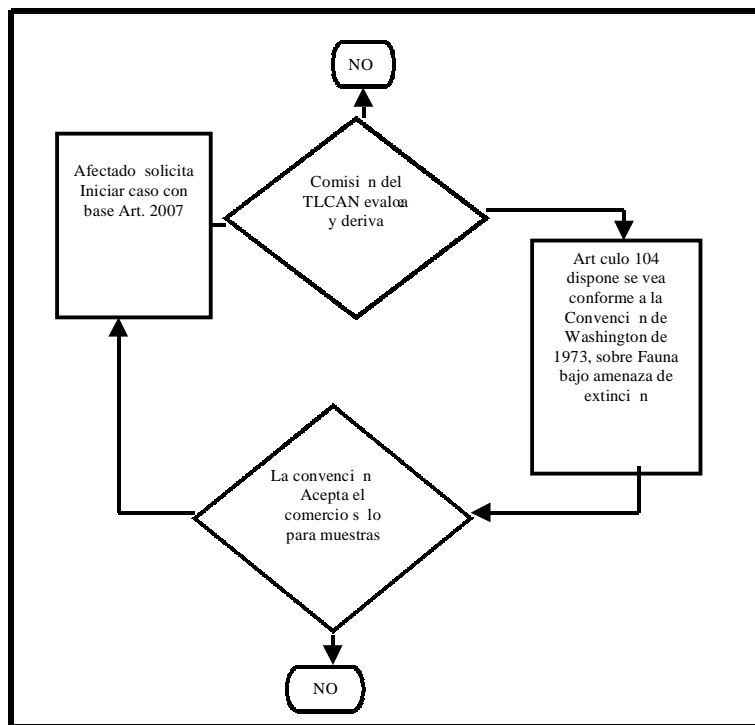 NO
Afectado solicita
Iniciar caso con
base Art. 2007
Comisi n del
TLCAN evaloa
y deriva
Art culo 104
dispone se vea
conforme a la
Convenci n de
Washington de
1973, sobre Fauna
bajo amenaza de
extinci n
La convenci n
Acepta el
comercio s lo
para muestras
NO